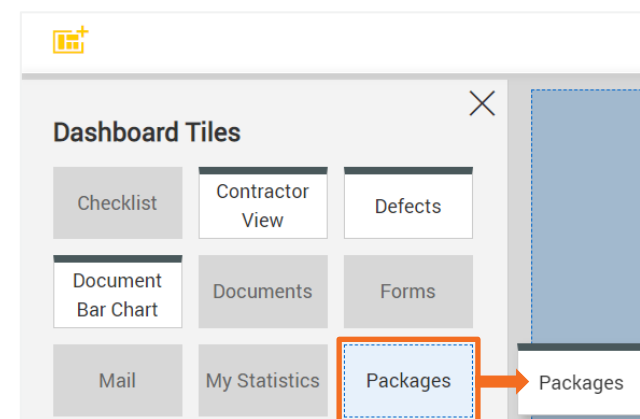 Dashboard Tiles
Checklist
Contractor
View
Defects
Document
Bar Chart
Documents
Forms
Mail
My Statistics
Packages
Packages